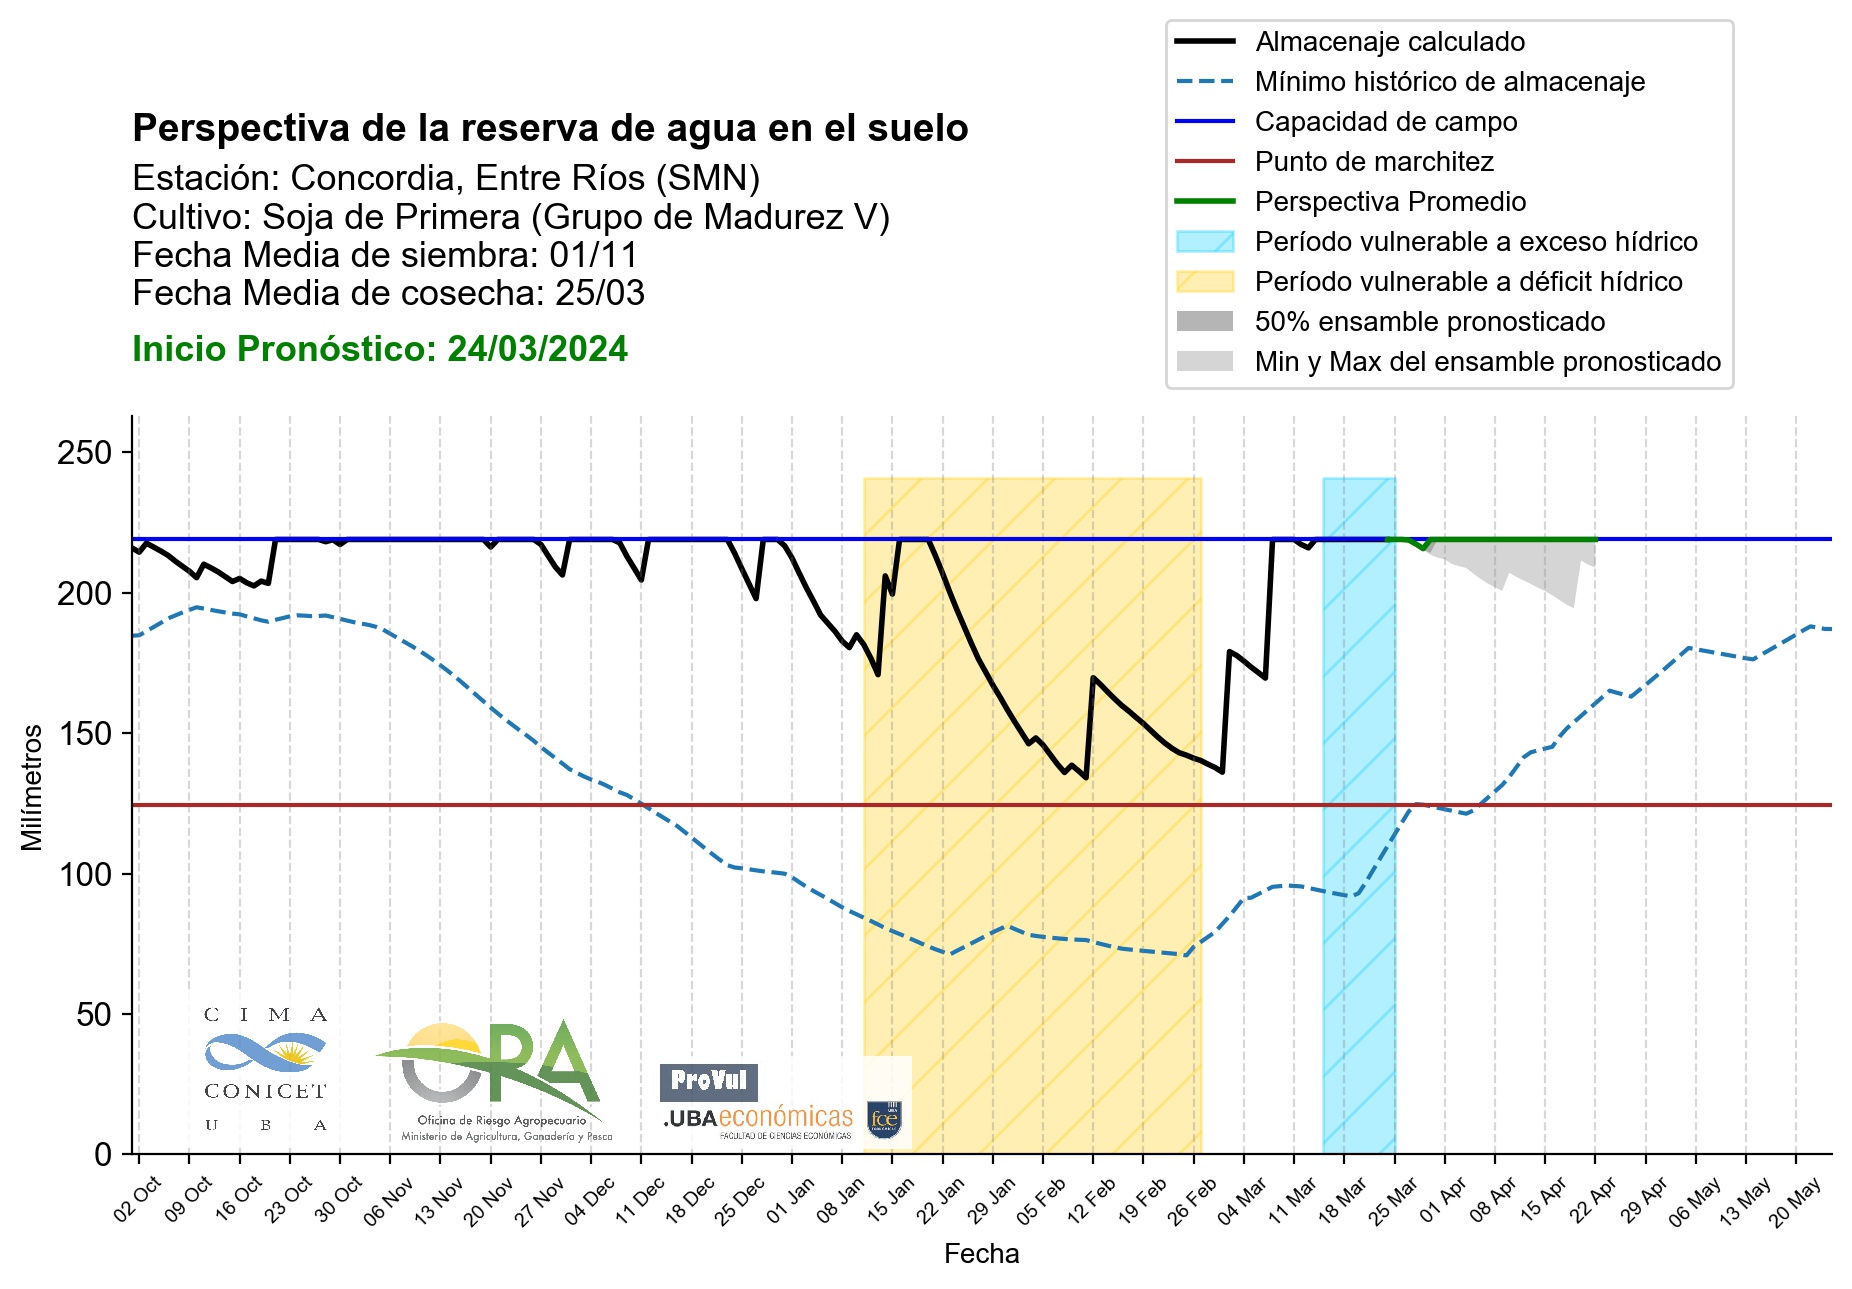 Almacenaje calculado
Mínimo histórico de almacenaje
Capacidad de campo
Punto de marchitez
Perspectiva Promedio
Período vulnerable a exceso hídrico
Período vulnerable a déficit hídrico
50% ensamble pronosticado
Min y Max del ensamble pronosticado
Perspectiva de la reserva de agua en el suelo
Estación: Concordia, Entre Ríos (SMN)
Cultivo: Soja de Primera (Grupo de Madurez V)
Fecha Media de siembra: 01/11
Fecha Media de cosecha: 25/03
Inicio Pronóstico: 24/03/2024
250
200
150
100
50
0
Milímetros
C I M A
CONICET
U B A
OPA
Oficina de Riesgo Agropecuario
Ministerio de Agricultura, Ganadería y Pesca
ProVul
.UBAeconómicas
FACULTAD DE CIENCIAS ECONÓMICAS
UBA
fce
ECONÓMICAS
02 Oct
09 Oct
16 Oct
23 Oct
30 Oct
06 Nov
13 Nov
20 Nov
27 Nov
04 Dec
11 Dec
18 Dec
25 Dec
01 Jan
08 Jan
15 Jan
22 Jan
29 Jan
05 Feb
12 Feb
19 Feb
26 Feb
04 Mar
11 Mar
18 Mar
25 Mar
01 Apr
08 Apr
15 Apr
22 Apr
29 Apr
06 May
13 May
20 May
Fecha